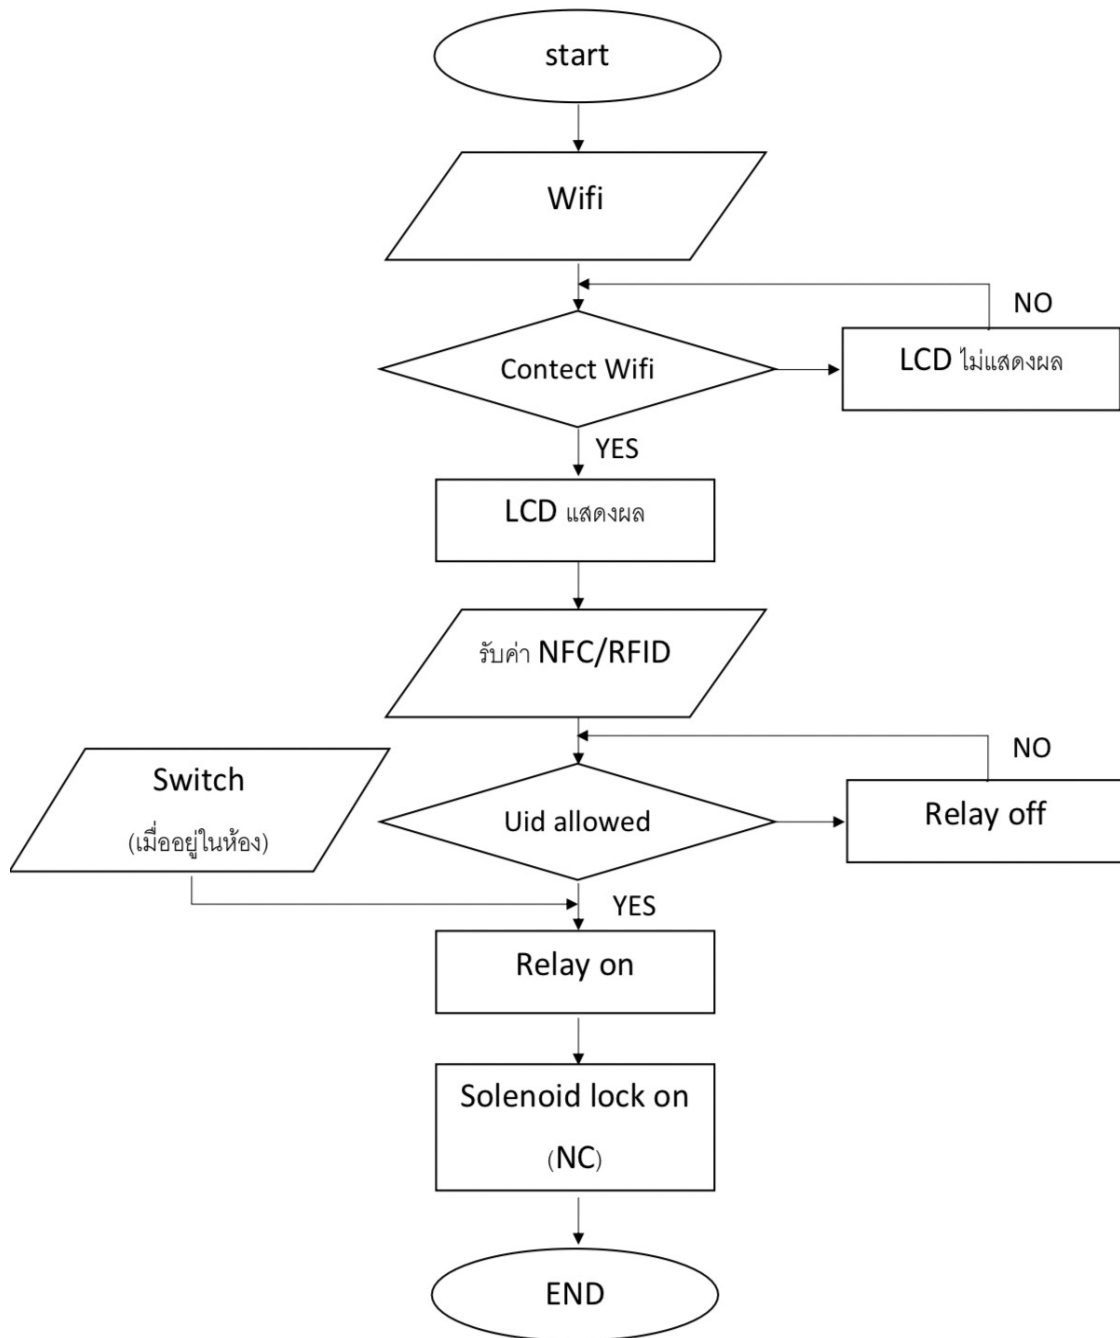 start
Wifi
NO
Contect Wifi
LCD ไม่แสดงผล
YES
LCD แสดงผล
รับค่า NFC/RFID
NO
Switch
(เมื่ออยู่ในห้อง)
Uid allowed
Relay off
YES
Relay on
Solenoid lock on
(NC)
END